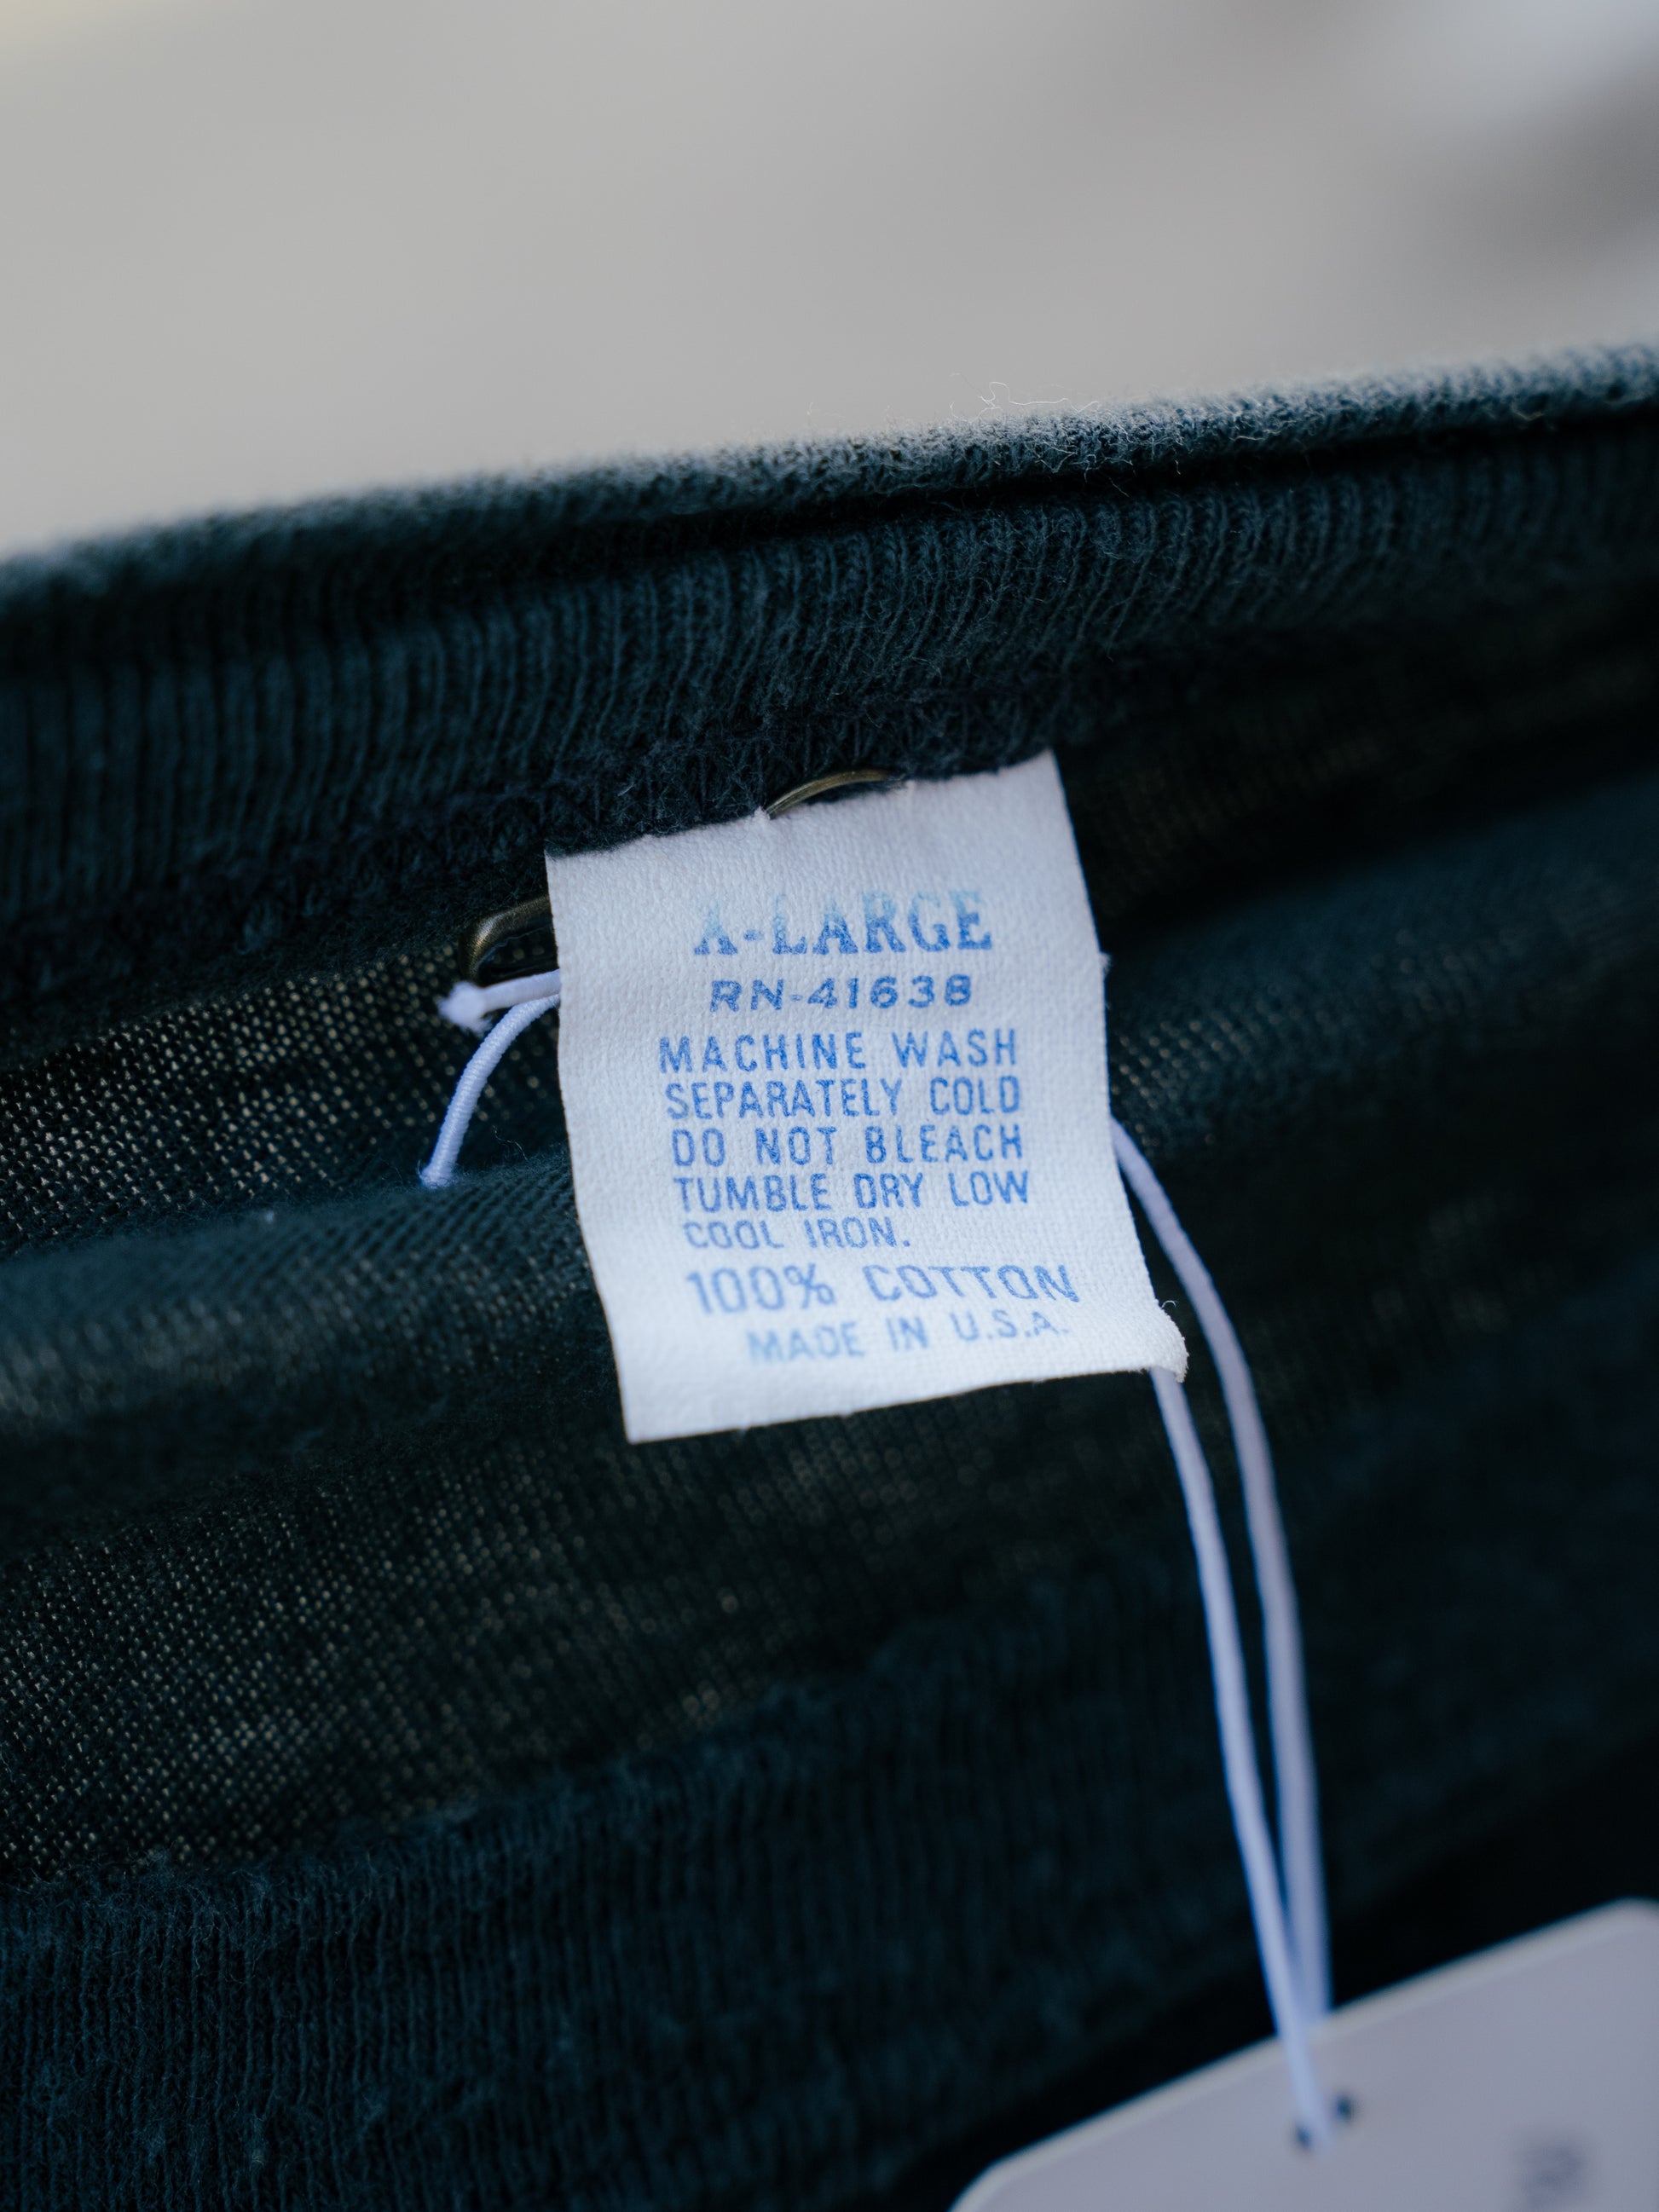 X-LARGE
RN-41638
MACHINE WASH
SEPARATELY COLD
DO NOT BLEACH
TUMBLE DRY LOW
COOL IRON.
100% COTTON
MADE IN U.S.A.